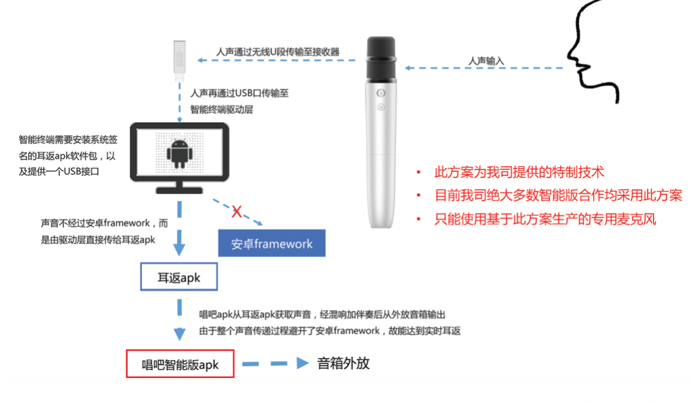 人声通过无线U段传输至接收器
人声输入
人声再通过USB口传输至
智能终端驱动层
智能终端需要安装系统签
名的耳返apk软件包，以
及提供一个USB接口
• 此方案为我司提供的特制技术
• 目前我司绝大多数智能版合作均采用此方案
• 只能使用基于此方案生产的专用麦克风
声音不经过安卓framework，而
是由驱动层直接传给耳返apk
X
安卓framework
耳返apk
唱吧apk从耳返apk获取声音，经混响加伴奏后从外放音箱输出
由于整个声音传递过程避开了安卓framework，故能达到实时耳返
唱吧智能版apk
音箱外放